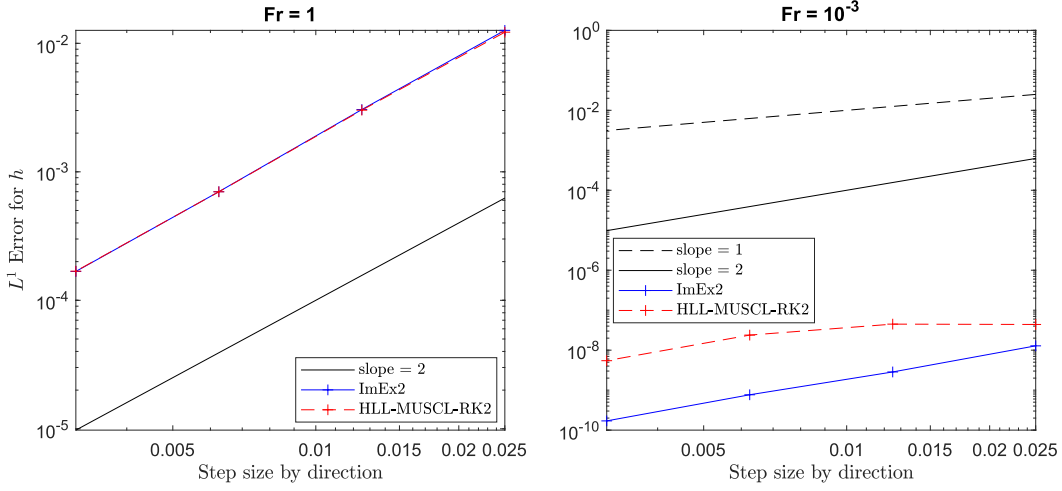 Fr = 1
10^-2
10^-3
10^-4
10^-5
L^1 Error for h
0.005
0.01
0.015
0.02
0.025
Step size by direction
slope = 2
ImEx2
HLL-MUSCL-RK2
Fr = 10^-3
10^0
10^-2
10^-4
10^-6
10^-8
10^-10
slope = 1
slope = 2
ImEx2
HLL-MUSCL-RK2
0.005
0.01
0.015
0.02
0.025
Step size by direction